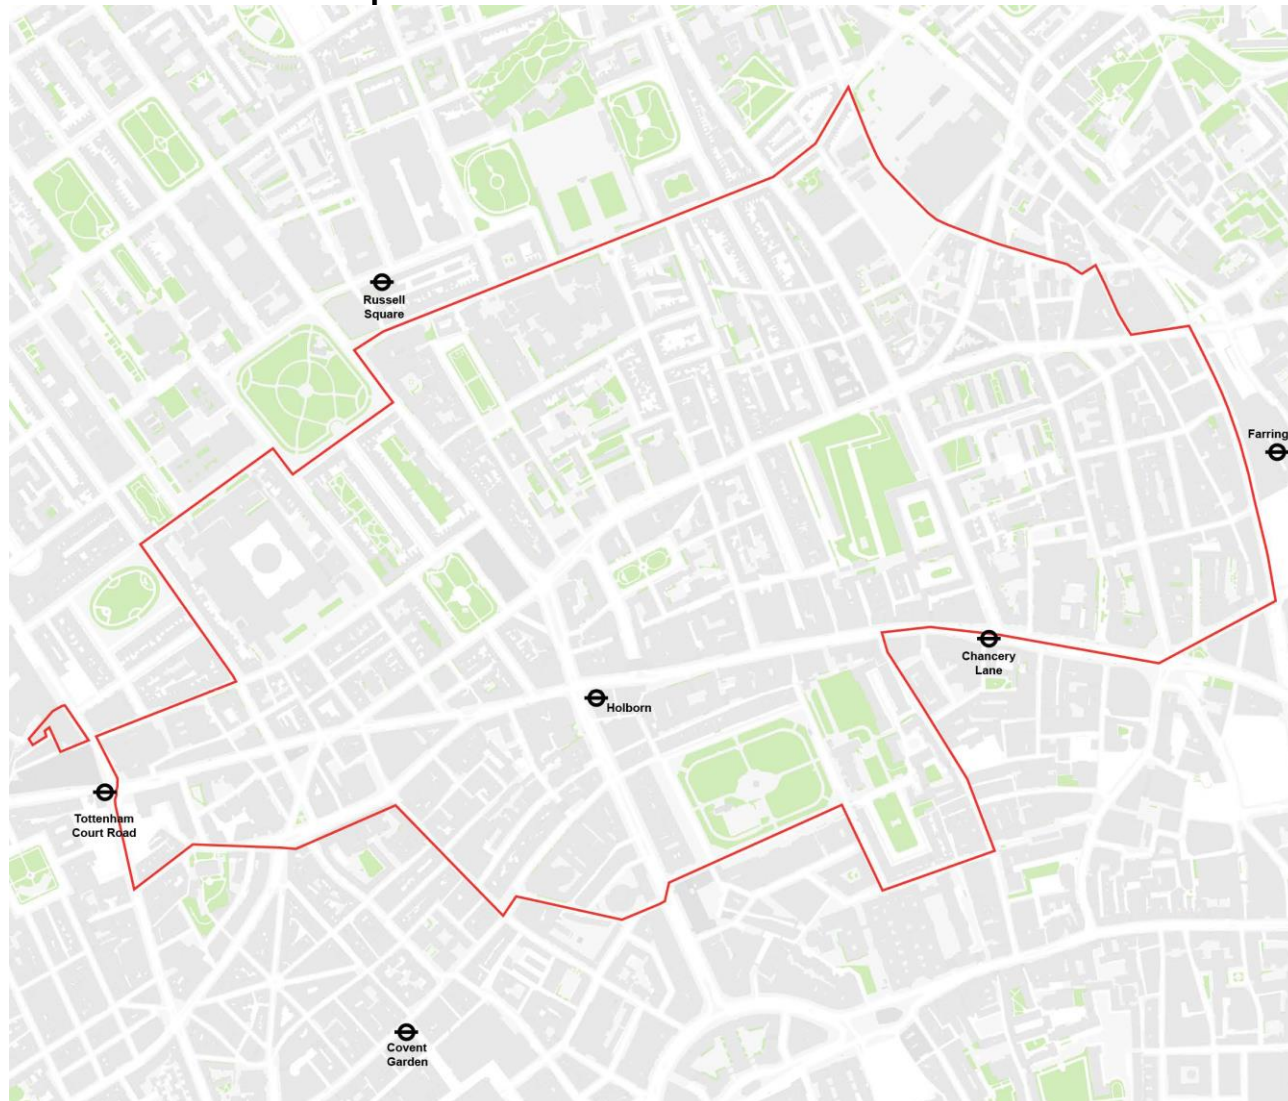 Russell
Square
Farring
Chancery
Lane
Holborn
Tottenham
Court Road
Covent
Garden